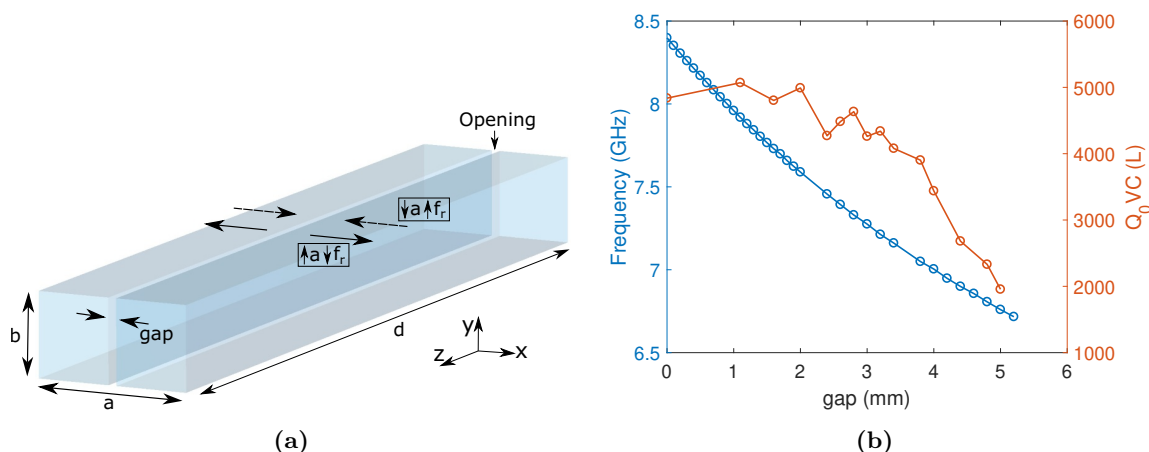 Opening
↓a↑fr
↑a↓fr
b
gap
a
d
y
z
x
(a)
8.5
8
7.5
7
6.5
Frequency (GHz)
0
1
2
3
4
5
6
gap (mm)
6000
5000
4000
3000
2000
1000
Q0 VC (L)
(b)